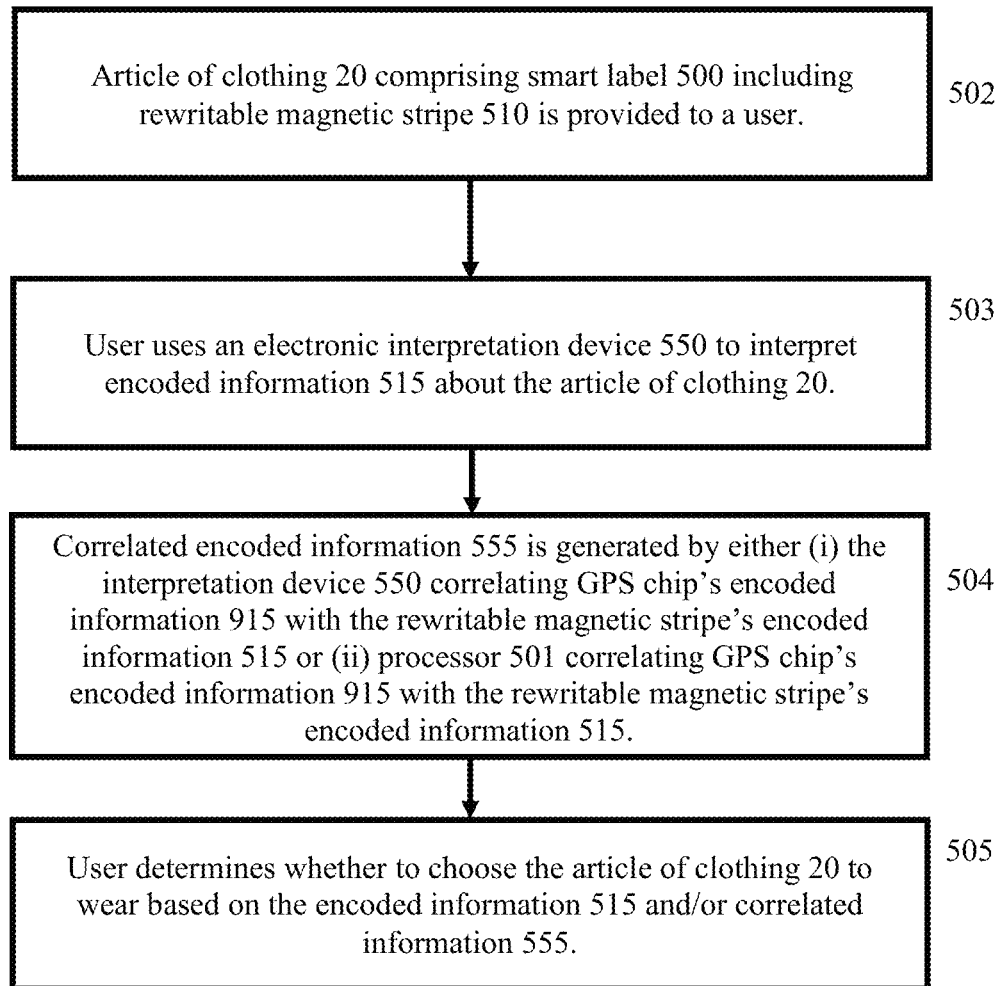 Article of clothing 20 comprising smart label 500 including
rewritable magnetic stripe 510 is provided to a user.
502
User uses an electronic interpretation device 550 to interpret
encoded information 515 about the article of clothing 20.
503
Correlated encoded information 555 is generated by either (i) the
interpretation device 550 correlating GPS chip's encoded
information 915 with the rewritable magnetic stripe's encoded
information 515 or (ii) processor 501 correlating GPS chip's
encoded information 915 with the rewritable magnetic stripe's
encoded information 515.
504
User determines whether to choose the article of clothing 20 to
wear based on the encoded information 515 and/or correlated
information 555.
505